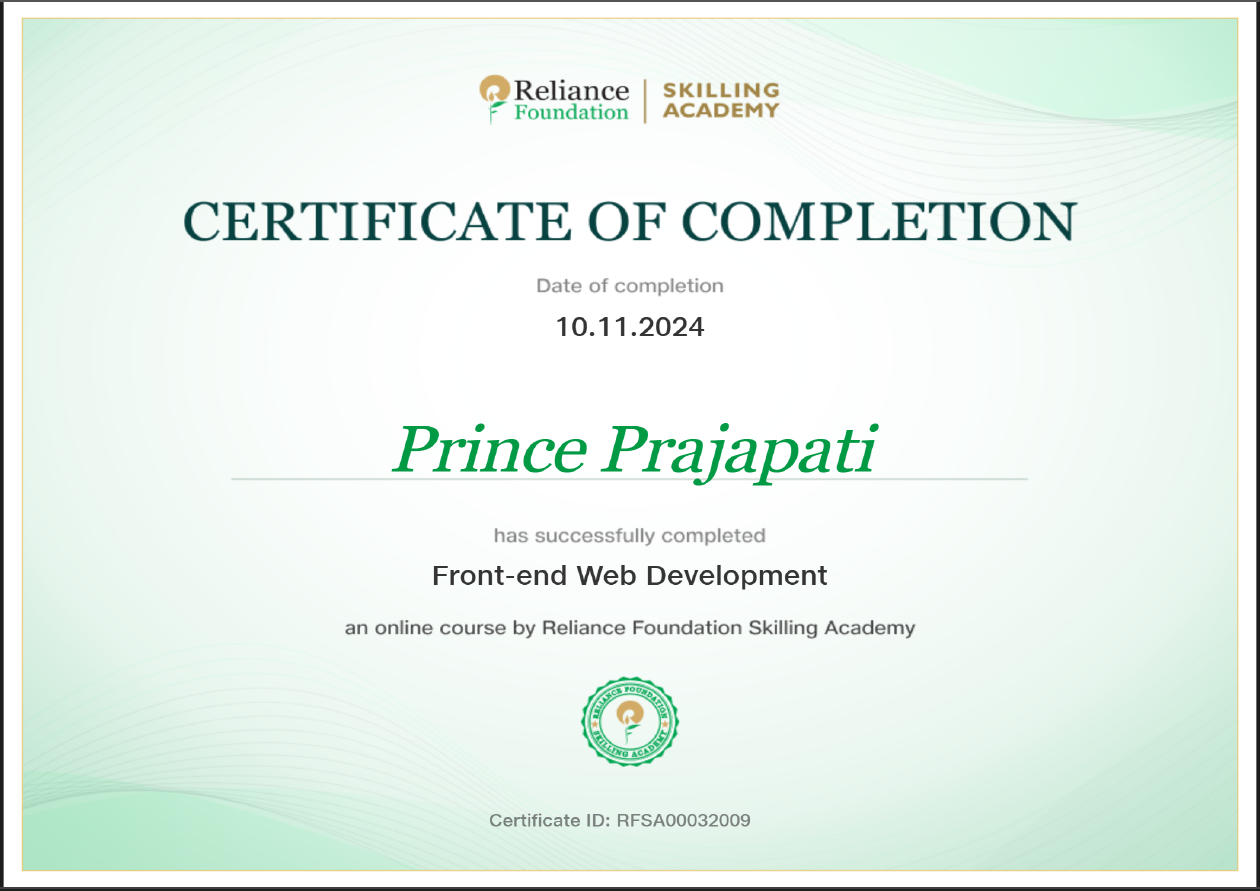 Reliance
Foundation
SKILLING
ACADEMY
CERTIFICATE OF COMPLETION
Date of completion
10.11.2024
Prince Prajapati
has successfully completed
Front-end Web Development
an online course by Reliance Foundation Skilling Academy
RELIANCE FOUNDATION
SKILLING ACADEMY
Certificate ID: RFSA00032009